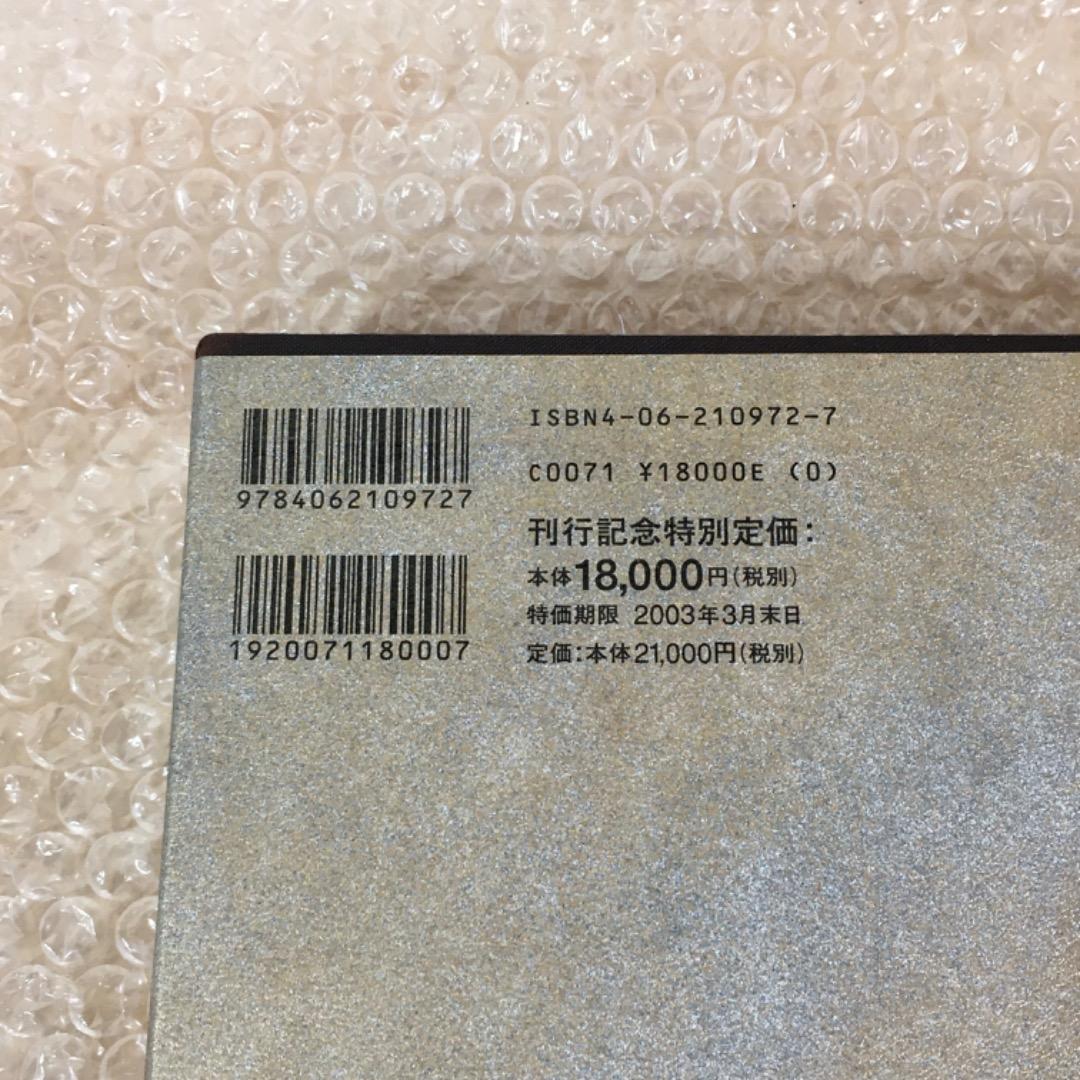 9784062109727
1920071180007
ISBN4-06-210972-7
C0071 ¥18000E (0)
刊行記念特別定価:
本体18,000円(税別)
特価期限 2003年3月末日
定価:本体21,000円(税別)